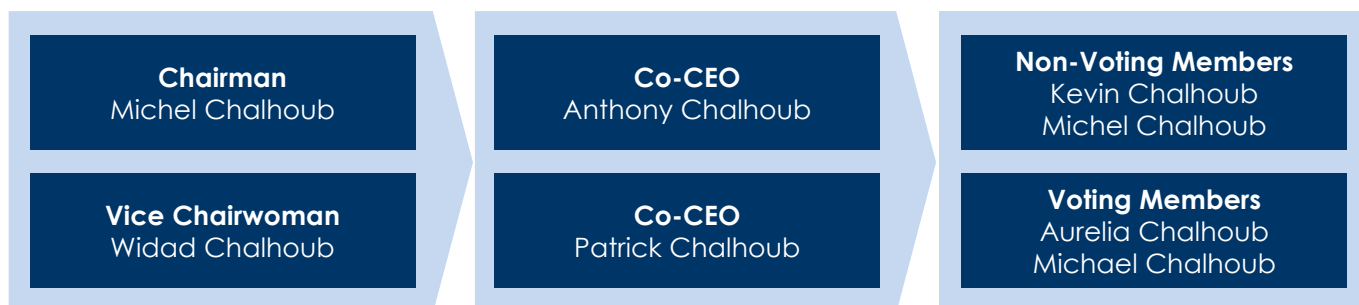 Chairman
Michel Chalhoub
Vice Chairwoman
Widad Chalhoub
Co-CEO
Anthony Chalhoub
Co-CEO
Patrick Chalhoub
Non-Voting Members
Kevin Chalhoub
Michel Chalhoub
Voting Members
Aurelia Chalhoub
Michael Chalhoub